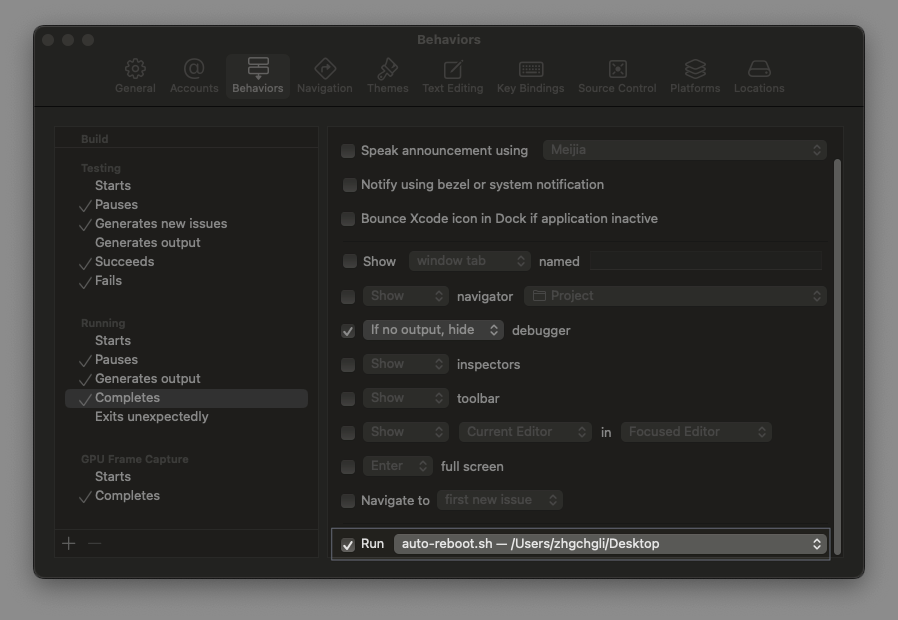 Behaviors
General Accounts Behaviors Navigation Themes Text Editing Key Bindings Source Control Platforms Locations
Build
Testing
Starts
Pauses
Generates new issues
Generates output
Succeeds
Fails
Running
Starts
Pauses
Generates output
Completes
Exits unexpectedly
GPU Frame Capture
Starts
Completes
Speak announcement using Meijia
Notify using bezel or system notification
Bounce Xcode icon in Dock if application inactive
Show window tab named
Show navigator Project
If no output, hide debugger
Show inspectors
Show toolbar
Show Current Editor in Focused Editor
Enter full screen
Navigate to first new issue
Run auto-reboot.sh — /Users/zhgchgli/Desktop